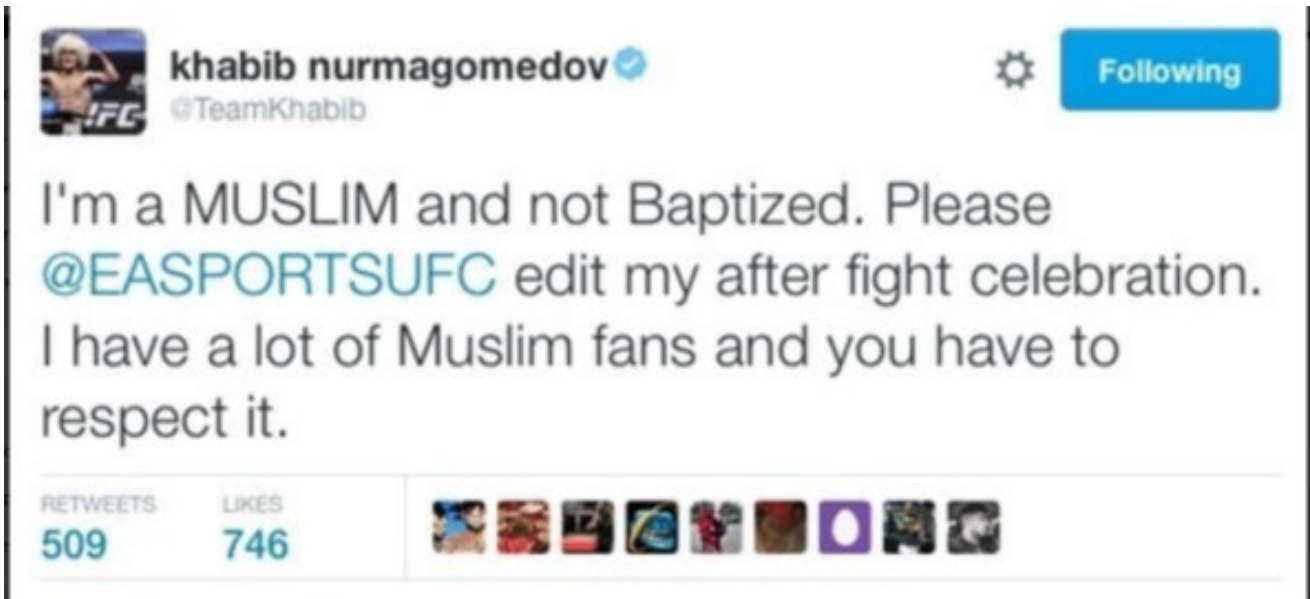 khabib nurmagomedov
@TeamKhabib
Following
UFC
I'm a MUSLIM and not Baptized. Please
@EASPORTSUFC edit my after fight celebration.
I have a lot of Muslim fans and you have to
respect it.
RETWEETS LIKES
509 746